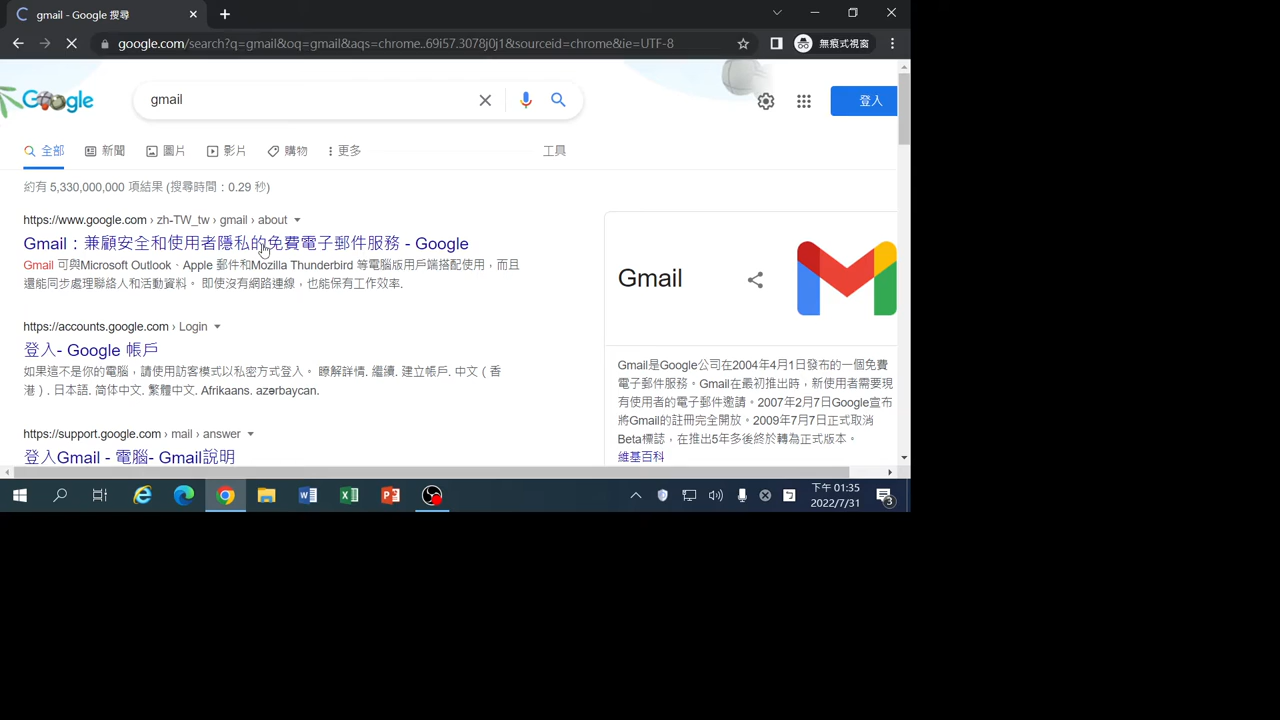 gmail - Google 搜尋
google.com/search?q=gmail&oq=gmail&aqs=chrome..69i57.3078j0j1&sourceid=chrome&ie=UTF-8
無痕式視窗
Google
gmail
登入
全部
新聞
圖片
影片
購物
更多
工具
約有 5,330,000,000 項結果 (搜尋時間：0.29 秒)
https://www.google.com › zh-TW_tw › gmail › about
Gmail：兼顧安全和使用者隱私的免費電子郵件服務 - Google
Gmail 可與Microsoft Outlook、Apple 郵件和Mozilla Thunderbird 等電腦版用戶端搭配使用，而且
還能同步處理聯絡人和活動資料。 即使沒有網路連線，也能保有工作效率.
https://accounts.google.com › Login
登入- Google 帳戶
如果這不是你的電腦，請使用訪客模式以私密方式登入。 瞭解詳情. 繼續. 建立帳戶. 中文（香
港）. 日本語. 简体中文. 繁體中文. Afrikaans. azərbaycan.
https://support.google.com › mail › answer
登入Gmail - 電腦- Gmail說明
Gmail
Gmail是Google公司在2004年4月1日發布的一個免費
電子郵件服務。Gmail在最初推出時，新使用者需要現
有使用者的電子郵件邀請。2007年2月7日Google宣布
將Gmail的註冊完全開放。2009年7月7日正式取消
Beta標誌，在推出5年多後終於轉為正式版本。
維基百科
下午 01:35
2022/7/31
3